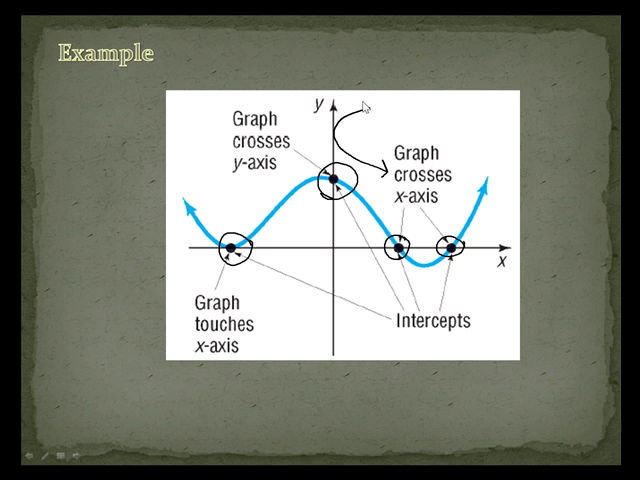 Example
y
Graph
crosses
y-axis
Graph
crosses
x-axis
x
Graph
touches
x-axis
Intercepts